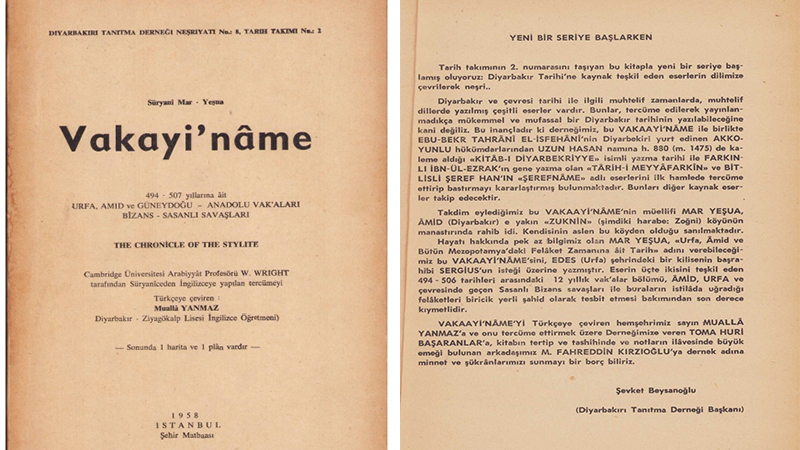 DIYARBAKIRI TANITMA DERNEĞİ NEŞRİYATI No.: 8, TARİH TAKIMI No.: 2
Süryani Mar - Yeşua
Vakayi'nâme
494 - 507 yıllarına âit
URFA, AMID ve GÜNEYDOĞU - ANADOLU VAK'ALARI
BİZANS - SASANLI SAVAŞLARI
THE CHRONICLE OF THE STYLITE
Cambridge Üniversitesi Arabiyyât Profesörü W. WRIGHT
tarafından Süryanîceden İngilizceye yapılan tercümeyi
Türkçeye çeviren :
Muallâ YANMAZ
Diyarbakır - Ziyagökalp Lisesi İngilizce Öğretmeni)
— Sonunda 1 harita ve 1 plân vardır —
1958
ISTANBUL
Şehir Matbaası
YENİ BİR SERİYE BAŞLARKEN
Tarih takımının 2. numarasını taşıyan bu kitapla yeni bir seriye baş-
lamış oluyoruz: Diyarbakır Tarihi'ne kaynak teşkil eden eserlerin dilimize
çevrilerek neşri..
Diyarbakır ve çevresi tarihi ile ilgili muhtelif zamanlarda, muhtelif
dillerde yazılmış çeşitli eserler vardır. Bunlar, tercüme edilerek yayınlan-
madıkça mükemmel ve mufassal bir Diyarbakır tarihinin yazılabileceğine
kani değiliz. Bu inançladır ki derneğimiz, bu VAKAAYİ'NÂME ile birlikte
EBU-BEKR TAHRÂNİ EL-İSFEHÂNİ'nin Diyarbekiri yurt edinen AKKO-
YUNLU hükümdarlarından UZUN HASAN namına h. 880 (m. 1475) de ka-
leme aldığı «KİTÂB-I DİYARBEKRİYYE» isimli yazma tarihi ile FARKIN-
LI İBN-ÜL-EZRAK'ın gene yazma olan «TÂRİH-İ MEYYÂFARKİN» ve BİT-
LİSLİ ŞEREF HAN'IN «ŞEREFNÂME» adlı eserlerini ilk hamlede tercüme
ettirip bastırmayı kararlaştırmış bulunmaktadır. Bunları diğer kaynak eser-
ler takip edecektir.
Takdim eylediğimiz bu VAKAAYİ'NÂME'nin müellifi MAR YEŞUA,
ÂMİD (Diyarbakır) e yakın «ZUKNİN» (şimdiki harabe: Zoğni) köyünün
manastırında rahib idi. Kendisinin aslen bu köyden olduğu sanılmaktadır.
Hayatı hakkında pek az bilgimiz olan MAR YEŞUA, «Urfa, Âmid ve
Bütün Mezopotamya'daki Felâket Zamanına âit Tarih» adını verebileceği-
miz bu VAKAAYİ'NÂME'sini, EDES (Urfa) şehrindeki bir kilisenin başra-
hibi SERGIUS'un isteği üzerine yazmıştır. Eserin üçte ikisini teşkil eden
494 - 506 tarihleri arasındaki 12 yıllık vak'alar bölümü, ÂMİD, URFA ve
çevresinde geçen Sasanlı Bizans savaşları ile buraların istilâda uğradığı
felâketleri biricik yerli şahid olarak tesbit etmesi bakımından son derece
kıymetlidir.
VAKAAYİ'NÂME'Yİ Türkçeye çeviren hemşehrimiz sayın MUALLÂ
YANMAZ'a ve onu tercüme ettirmek üzere Derneğimize veren TOMA HURİ
BAŞARANLAR'a, kitabın tertip ve tashihinde ve notların ilâvesinde büyük
emeği bulunan arkadaşımız M. FAHREDDİN KIRZIOĞLU'ya dernek adına
minnet ve şükrânlarımızı sunmayı bir borç biliriz.
Şevket Beysanoğlu
(Diyarbakırı Tanıtma Derneği Başkanı)